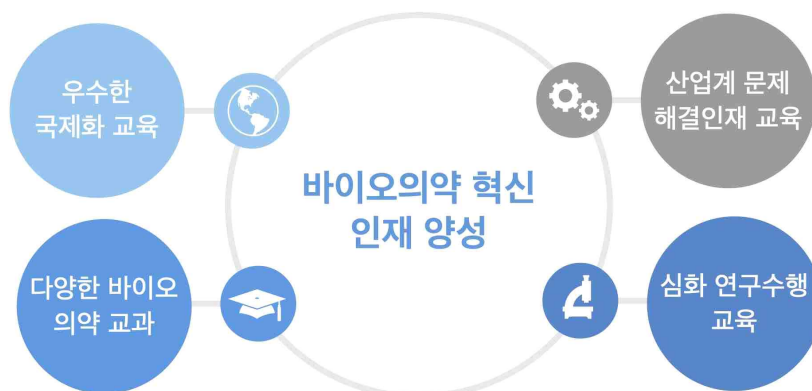 우수한
국제화 교육
산업계 문제
해결인재 교육
바이오의약 혁신
인재 양성
다양한 바이오
의약 교과
심화 연구수행
교육